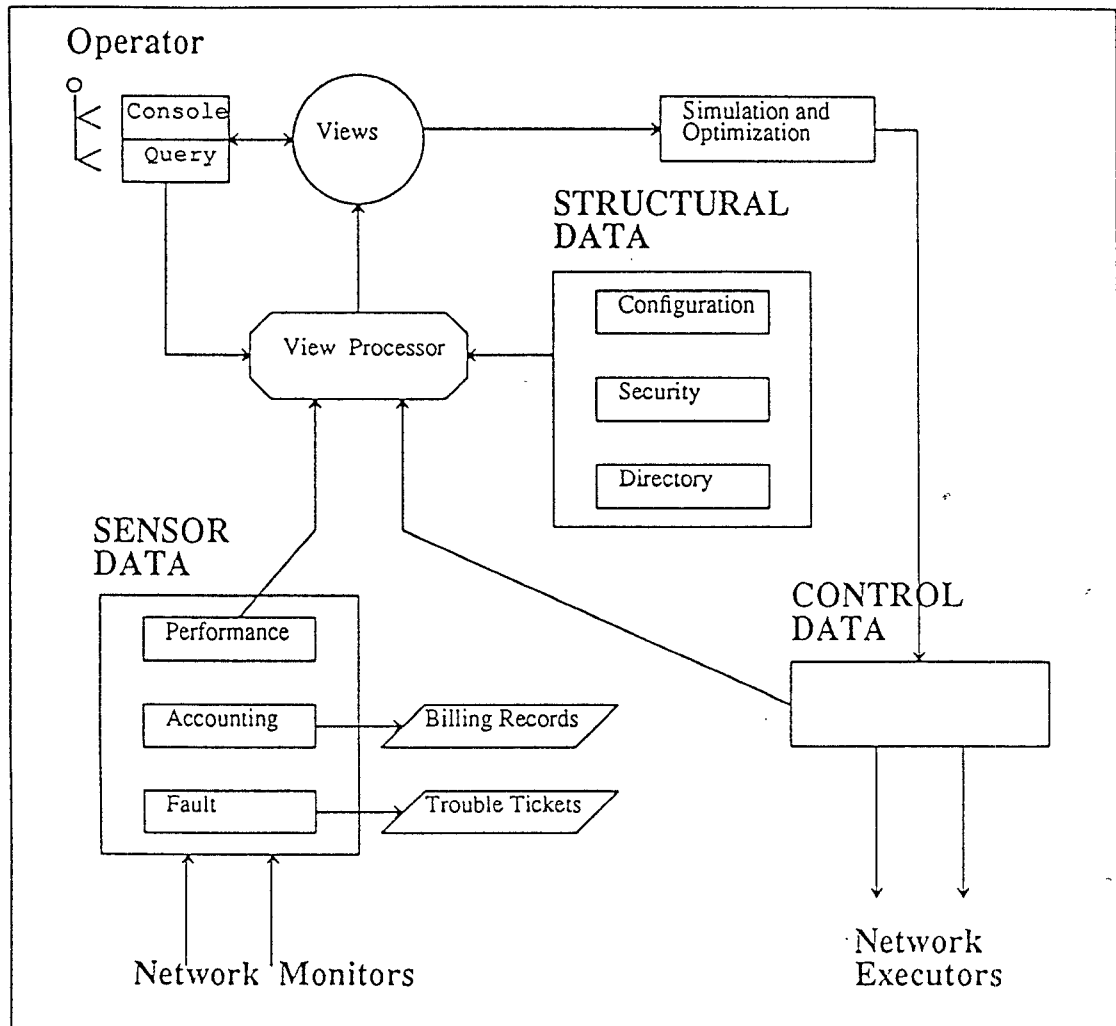 Operator
Console
Query
Views
Simulation and
Optimization
STRUCTURAL
DATA
Configuration
View Processor
Security
Directory
SENSOR
DATA
Performance
CONTROL
DATA
Accounting
Billing Records
Fault
Trouble Tickets
Network Monitors
Network
Executors